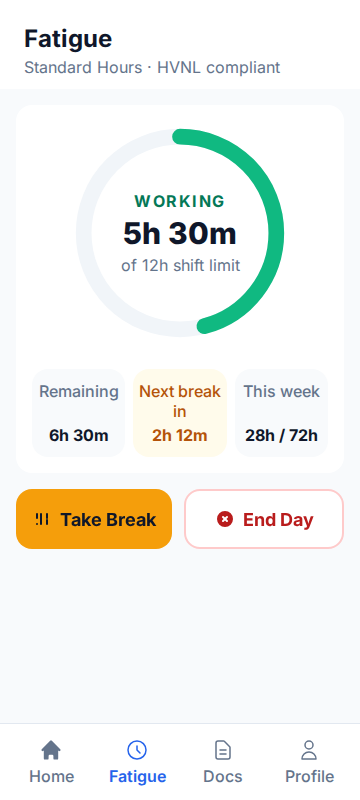 Fatigue
Standard Hours · HVNL compliant
WORKING
5h 30m
of 12h shift limit
Remaining
6h 30m
Next break
in
2h 12m
This week
28h / 72h
Take Break
End Day
Home
Fatigue
Docs
Profile